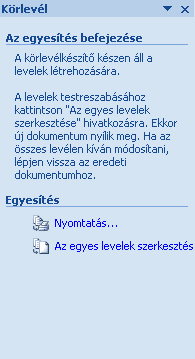 Körlevél
Az egyesítés befejezése
A körlevélkészítő készen áll a
levelek létrehozására.
A levelek testreszabásához
kattintson "Az egyes levelek
szerkesztése" hivatkozásra. Ekkor
új dokumentum nyílik meg. Ha az
összes levélen kíván módosítani,
lépjen vissza az eredeti
dokumentumhoz.
Egyesítés
Nyomtatás...
Az egyes levelek szerkesztés